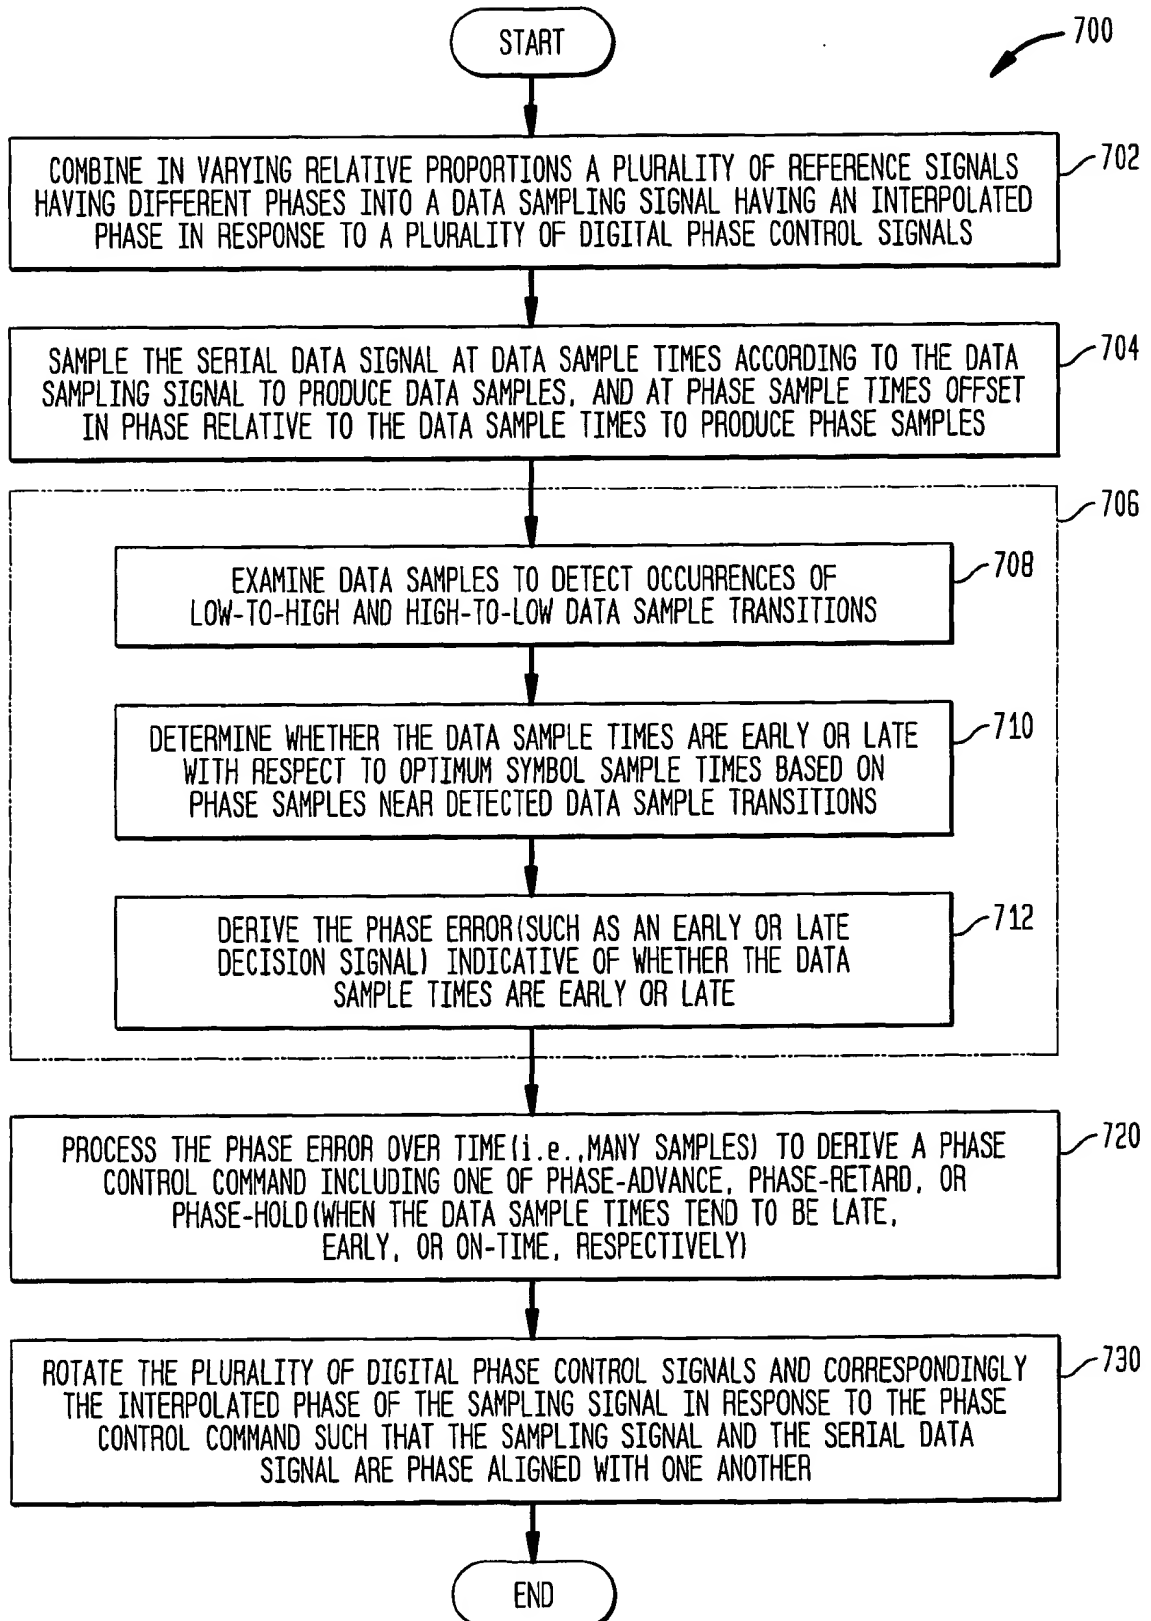 START
700
COMBINE IN VARYING RELATIVE PROPORTIONS A PLURALITY OF REFERENCE SIGNALS
HAVING DIFFERENT PHASES INTO A DATA SAMPLING SIGNAL HAVING AN INTERPOLATED
PHASE IN RESPONSE TO A PLURALITY OF DIGITAL PHASE CONTROL SIGNALS
702
SAMPLE THE SERIAL DATA SIGNAL AT DATA SAMPLE TIMES ACCORDING TO THE DATA
SAMPLING SIGNAL TO PRODUCE DATA SAMPLES, AND AT PHASE SAMPLE TIMES OFFSET
IN PHASE RELATIVE TO THE DATA SAMPLE TIMES TO PRODUCE PHASE SAMPLES
704
706
EXAMINE DATA SAMPLES TO DETECT OCCURRENCES OF
LOW-TO-HIGH AND HIGH-TO-LOW DATA SAMPLE TRANSITIONS
708
DETERMINE WHETHER THE DATA SAMPLE TIMES ARE EARLY OR LATE
WITH RESPECT TO OPTIMUM SYMBOL SAMPLE TIMES BASED ON
PHASE SAMPLES NEAR DETECTED DATA SAMPLE TRANSITIONS
710
DERIVE THE PHASE ERROR(SUCH AS AN EARLY OR LATE
DECISION SIGNAL) INDICATIVE OF WHETHER THE DATA
SAMPLE TIMES ARE EARLY OR LATE
712
PROCESS THE PHASE ERROR OVER TIME(i.e.,MANY SAMPLES) TO DERIVE A PHASE
CONTROL COMMAND INCLUDING ONE OF PHASE-ADVANCE, PHASE-RETARD, OR
PHASE-HOLD(WHEN THE DATA SAMPLE TIMES TEND TO BE LATE,
EARLY, OR ON-TIME, RESPECTIVELY)
720
ROTATE THE PLURALITY OF DIGITAL PHASE CONTROL SIGNALS AND CORRESPONDINGLY
THE INTERPOLATED PHASE OF THE SAMPLING SIGNAL IN RESPONSE TO THE PHASE
CONTROL COMMAND SUCH THAT THE SAMPLING SIGNAL AND THE SERIAL DATA
SIGNAL ARE PHASE ALIGNED WITH ONE ANOTHER
730
END